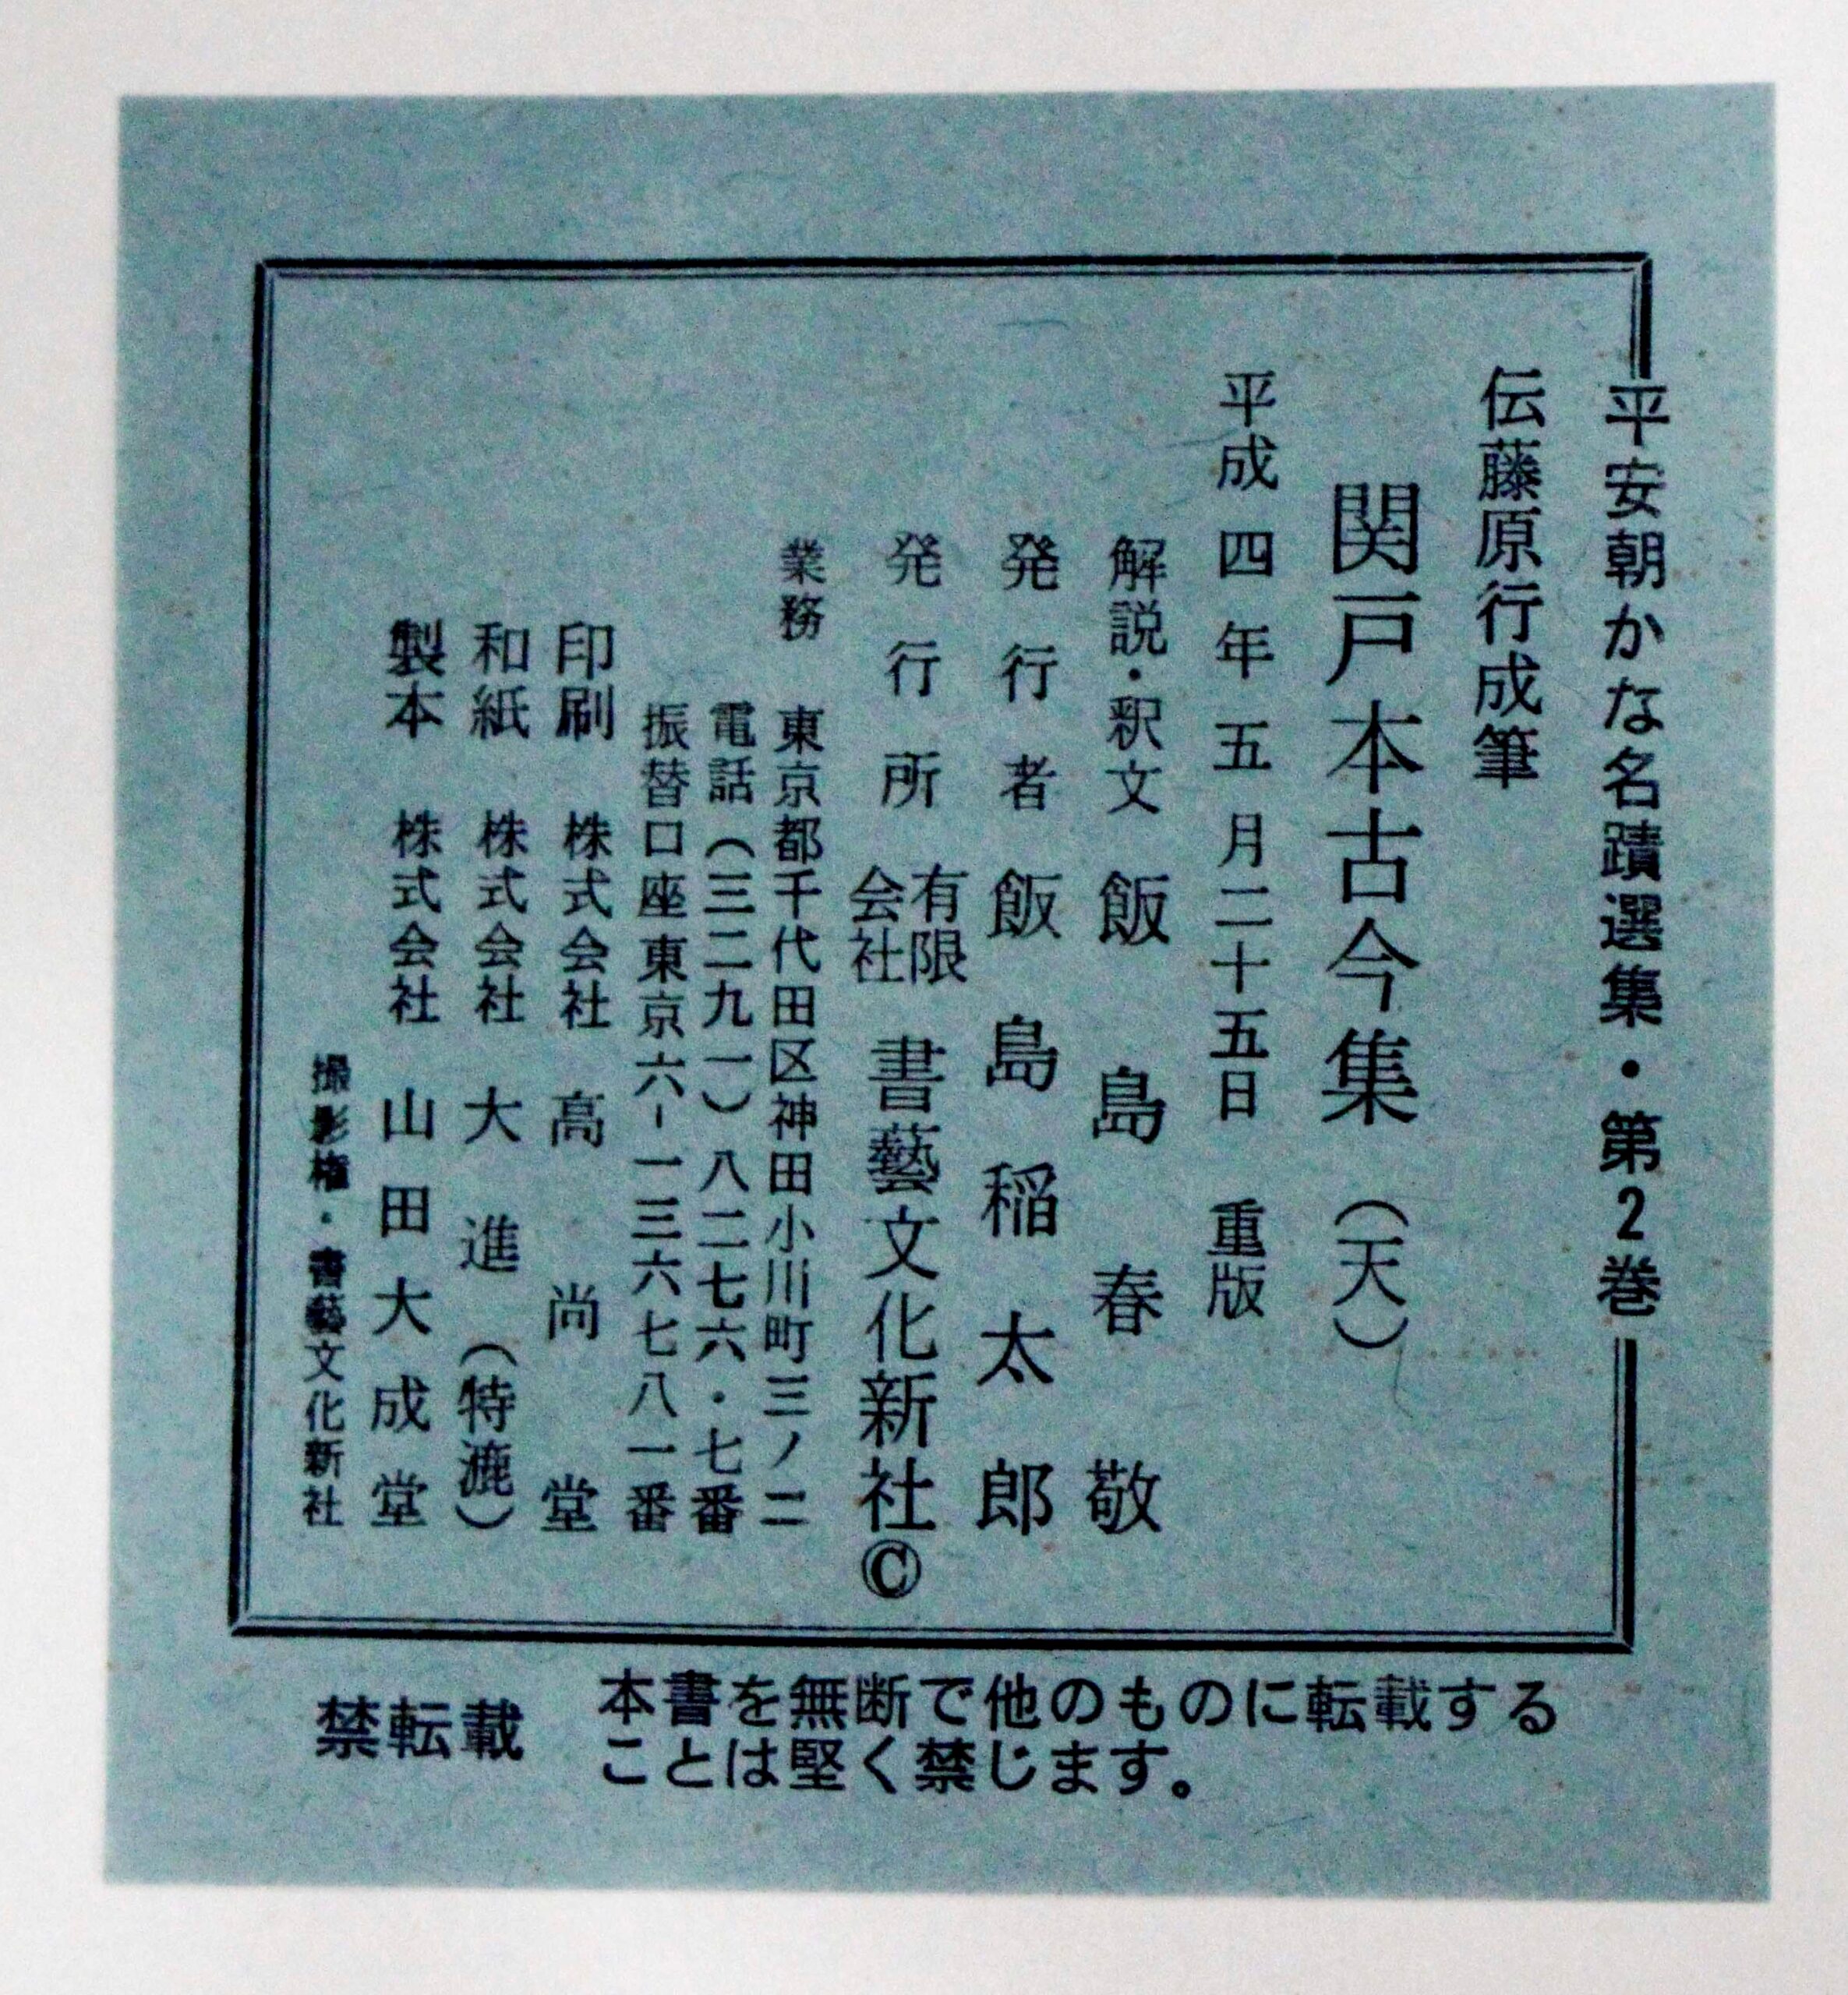 平安朝かな名蹟選集・第2巻
伝藤原行成筆
関戸本古今集（天）
平成四年五月二十五日　重版
解説・釈文　飯島春敬
発行者　飯島稲太郎
発行所　有限会社　書藝文化新社©
業務　東京都千代田区神田小川町三ノ二
電話（三二九一）八二七六・七番
振替口座東京六-一三六七八一番
印刷　株式会社　高尚堂
和紙　株式会社　大進（特漉）
製本　株式会社　山田大成堂
撮影権・書藝文化新社
禁転載
本書を無断で他のものに転載する
ことは堅く禁じます。